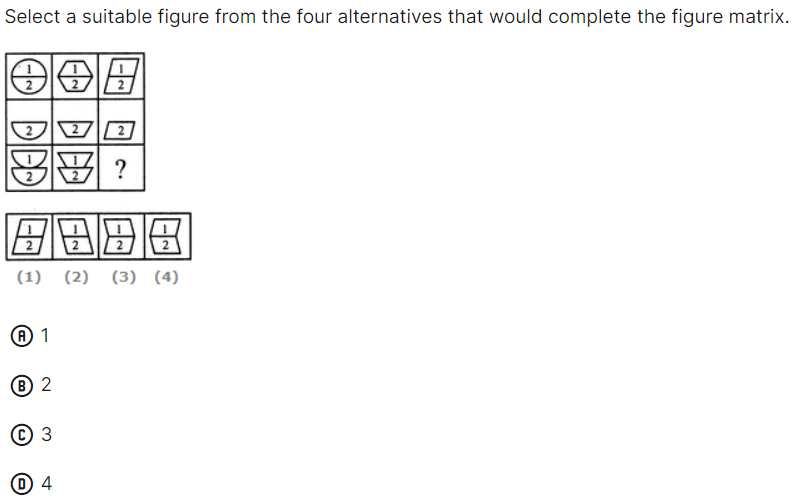 Select a suitable figure from the four alternatives that would complete the figure matrix.
1 1 1
2 2 2
2 2 2
1 1 ?
2 2
1 1 1 1
2 2 2 2
(1) (2) (3) (4)
A 1
B 2
C 3
D 4